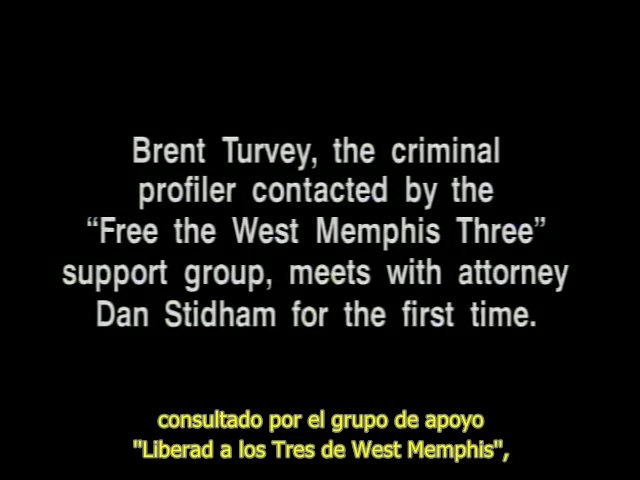 Brent Turvey, the criminal
profiler contacted by the
“Free the West Memphis Three”
support group, meets with attorney
Dan Stidham for the first time.
consultado por el grupo de apoyo
"Liberad a los Tres de West Memphis",